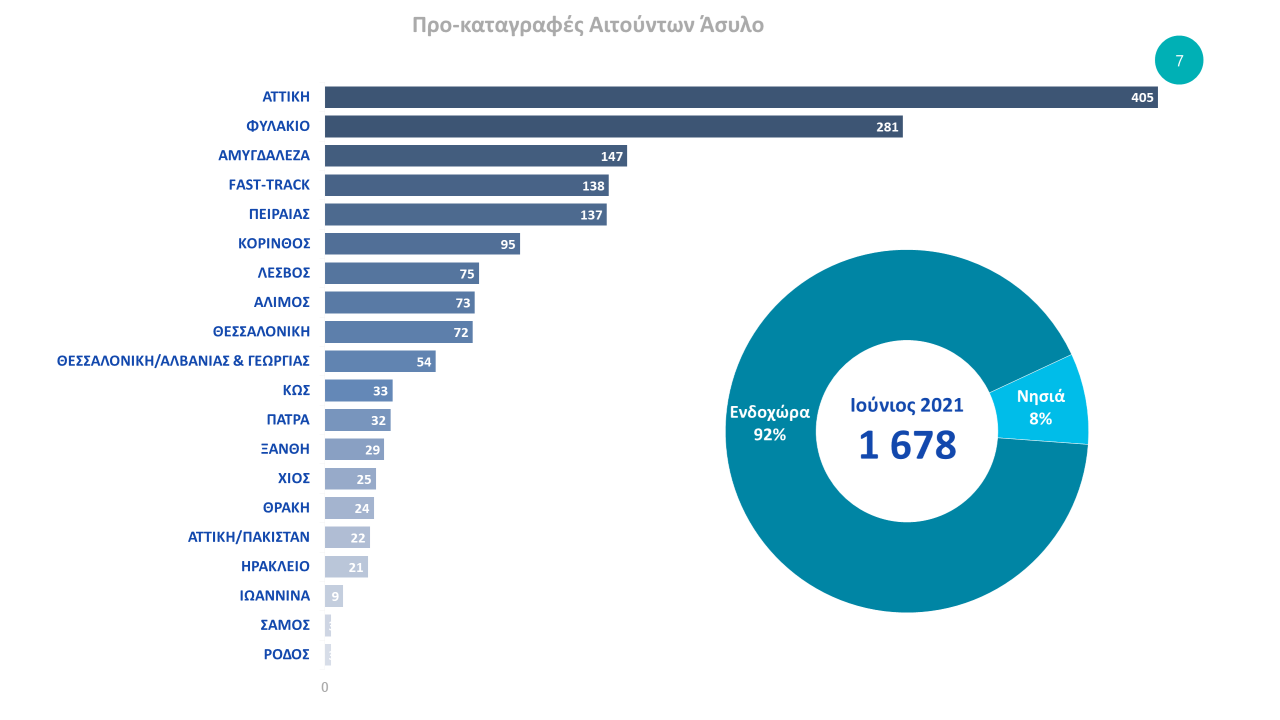 Προ-καταγραφές Αιτούντων Άσυλο
7
ΑΤΤΙΚΗ 405
ΦΥΛΑΚΙΟ 281
ΑΜΥΓΔΑΛΕΖΑ 147
FAST-TRACK 138
ΠΕΙΡΑΙΑΣ 137
ΚΟΡΙΝΘΟΣ 95
ΛΕΣΒΟΣ 75
ΑΛΙΜΟΣ 73
ΘΕΣΣΑΛΟΝΙΚΗ 72
ΘΕΣΣΑΛΟΝΙΚΗ/ΑΛΒΑΝΙΑΣ & ΓΕΩΡΓΙΑΣ 54
ΚΩΣ 33
ΠΑΤΡΑ 32
ΞΑΝΘΗ 29
ΧΙΟΣ 25
ΘΡΑΚΗ 24
ΑΤΤΙΚΗ/ΠΑΚΙΣΤΑΝ 22
ΗΡΑΚΛΕΙΟ 21
ΙΩΑΝΝΙΝΑ 9
ΣΑΜΟΣ
ΡΟΔΟΣ
0
Ενδοχώρα
92%
Ιούνιος 2021
1 678
Νησιά
8%